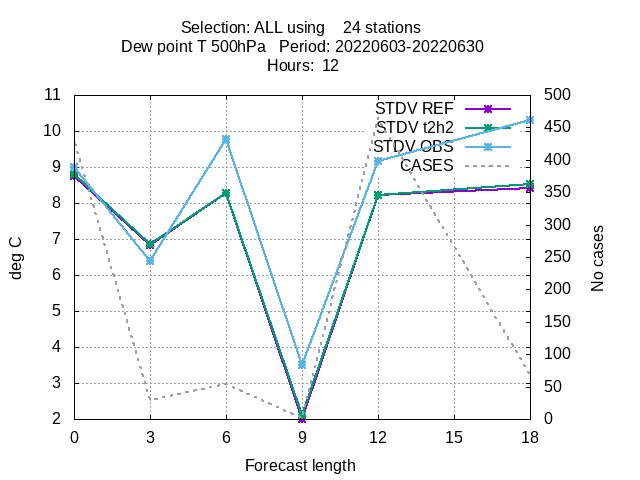 Selection: ALL using    24 stations
Dew point T 500hPa   Period: 20220603-20220630
Hours:  12
STDV REF
STDV t2h2
STDV OBS
CASES
11
10
9
8
7
6
5
4
3
2
500
450
400
350
300
250
200
150
100
50
0
deg C
No cases
0 3 6 9 12 15 18
Forecast length